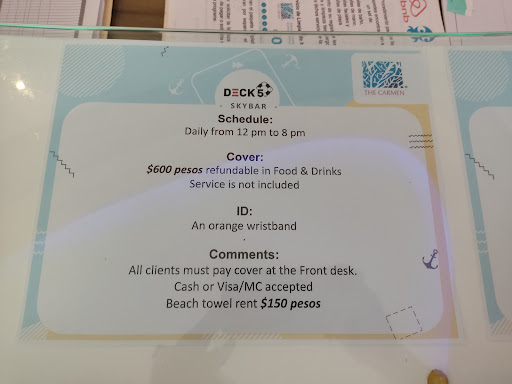 DECK 5
SKYBAR
THE CARMEN
Schedule:
Daily from 12 pm to 8 pm
Cover:
$600 pesos refundable in Food & Drinks
Service is not included
ID:
An orange wristband
Comments:
All clients must pay cover at the Front desk.
Cash or Visa/MC accepted
Beach towel rent $150 pesos